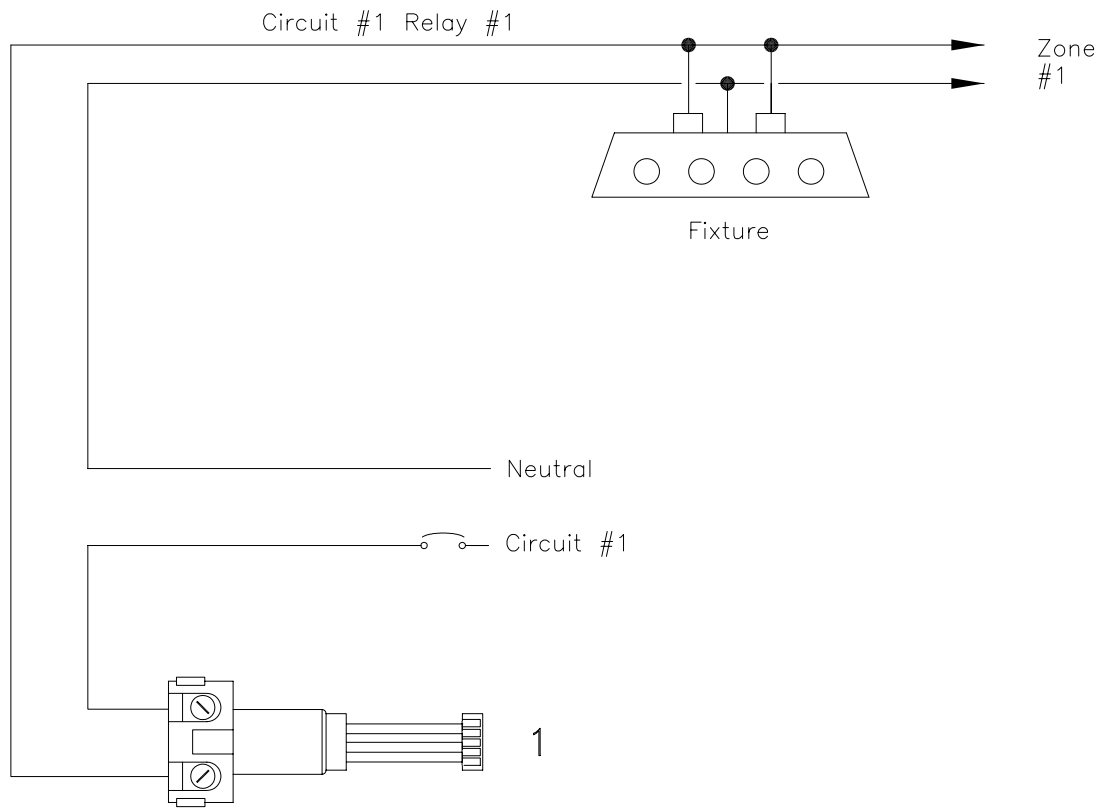 Circuit #1 Relay #1
Zone
#1
Fixture
Neutral
Circuit #1
1